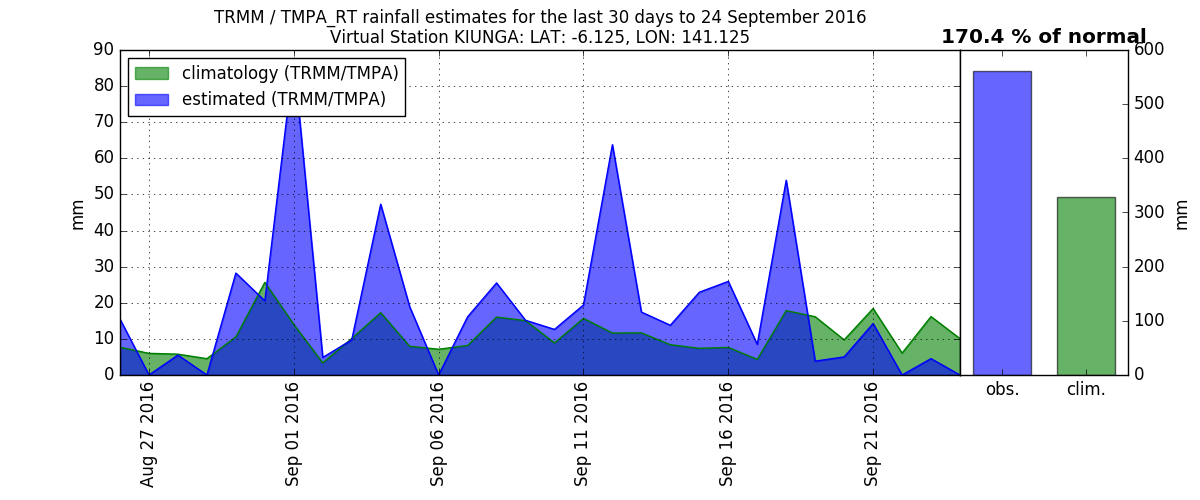 TRMM / TMPA_RT rainfall estimates for the last 30 days to 24 September 2016
Virtual Station KIUNGA: LAT: -6.125, LON: 141.125
170.4 % of normal
climatology (TRMM/TMPA)
estimated (TRMM/TMPA)
mm
90
80
70
60
50
40
30
20
10
0
Aug 27 2016
Sep 01 2016
Sep 06 2016
Sep 11 2016
Sep 16 2016
Sep 21 2016
600
500
400
300
200
100
0
mm
obs.
clim.